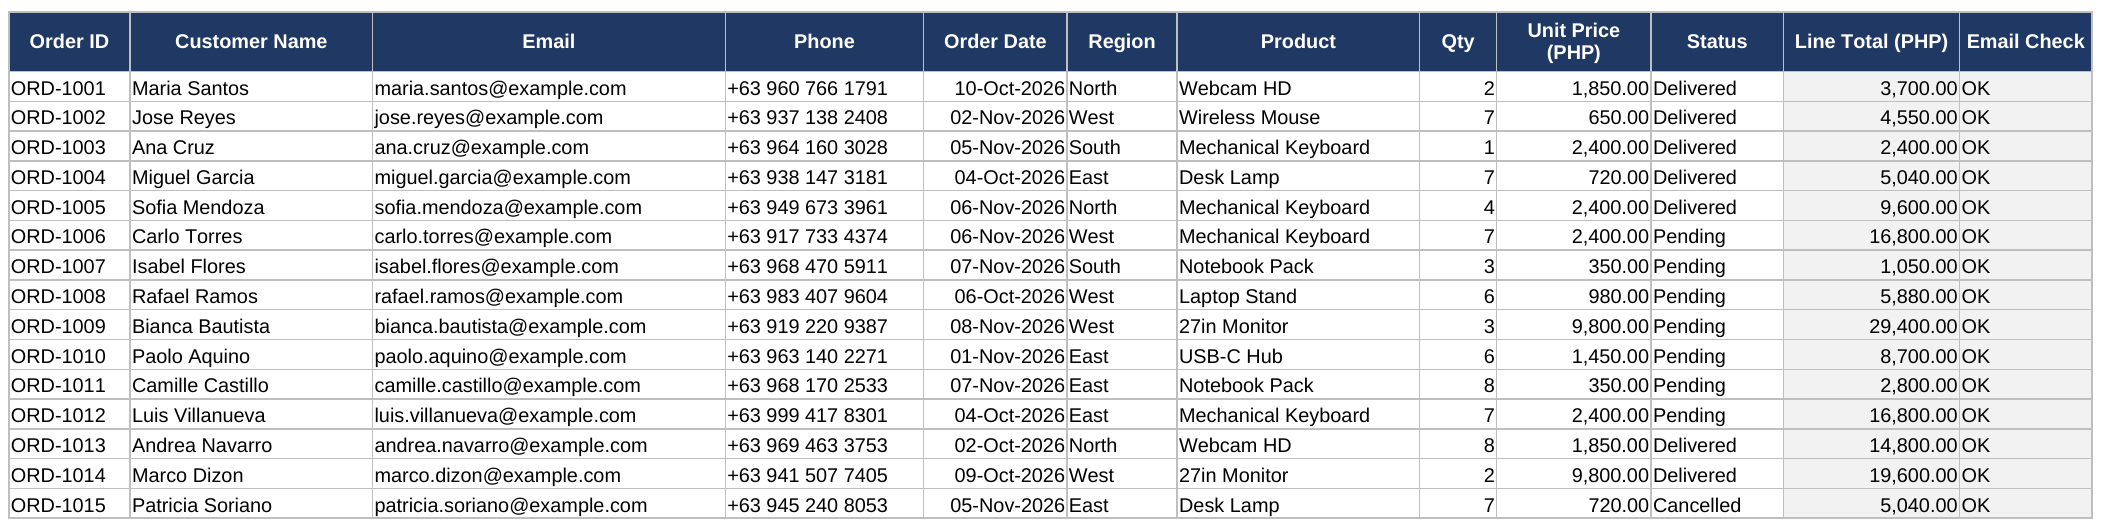 Order ID Customer Name Email Phone Order Date Region Product Qty Unit Price (PHP) Status Line Total (PHP) Email Check
ORD-1001 Maria Santos maria.santos@example.com +63 960 766 1791 10-Oct-2026 North Webcam HD 2 1,850.00 Delivered 3,700.00 OK
ORD-1002 Jose Reyes jose.reyes@example.com +63 937 138 2408 02-Nov-2026 West Wireless Mouse 7 650.00 Delivered 4,550.00 OK
ORD-1003 Ana Cruz ana.cruz@example.com +63 964 160 3028 05-Nov-2026 South Mechanical Keyboard 1 2,400.00 Delivered 2,400.00 OK
ORD-1004 Miguel Garcia miguel.garcia@example.com +63 938 147 3181 04-Oct-2026 East Desk Lamp 7 720.00 Delivered 5,040.00 OK
ORD-1005 Sofia Mendoza sofia.mendoza@example.com +63 949 673 3961 06-Nov-2026 North Mechanical Keyboard 4 2,400.00 Delivered 9,600.00 OK
ORD-1006 Carlo Torres carlo.torres@example.com +63 917 733 4374 06-Nov-2026 West Mechanical Keyboard 7 2,400.00 Pending 16,800.00 OK
ORD-1007 Isabel Flores isabel.flores@example.com +63 968 470 5911 07-Nov-2026 South Notebook Pack 3 350.00 Pending 1,050.00 OK
ORD-1008 Rafael Ramos rafael.ramos@example.com +63 983 407 9604 06-Oct-2026 West Laptop Stand 6 980.00 Pending 5,880.00 OK
ORD-1009 Bianca Bautista bianca.bautista@example.com +63 919 220 9387 08-Nov-2026 West 27in Monitor 3 9,800.00 Pending 29,400.00 OK
ORD-1010 Paolo Aquino paolo.aquino@example.com +63 963 140 2271 01-Nov-2026 East USB-C Hub 6 1,450.00 Pending 8,700.00 OK
ORD-1011 Camille Castillo camille.castillo@example.com +63 968 170 2533 07-Nov-2026 East Notebook Pack 8 350.00 Pending 2,800.00 OK
ORD-1012 Luis Villanueva luis.villanueva@example.com +63 999 417 8301 04-Oct-2026 East Mechanical Keyboard 7 2,400.00 Pending 16,800.00 OK
ORD-1013 Andrea Navarro andrea.navarro@example.com +63 969 463 3753 02-Oct-2026 North Webcam HD 8 1,850.00 Delivered 14,800.00 OK
ORD-1014 Marco Dizon marco.dizon@example.com +63 941 507 7405 09-Oct-2026 West 27in Monitor 2 9,800.00 Delivered 19,600.00 OK
ORD-1015 Patricia Soriano patricia.soriano@example.com +63 945 240 8053 05-Nov-2026 East Desk Lamp 7 720.00 Cancelled 5,040.00 OK